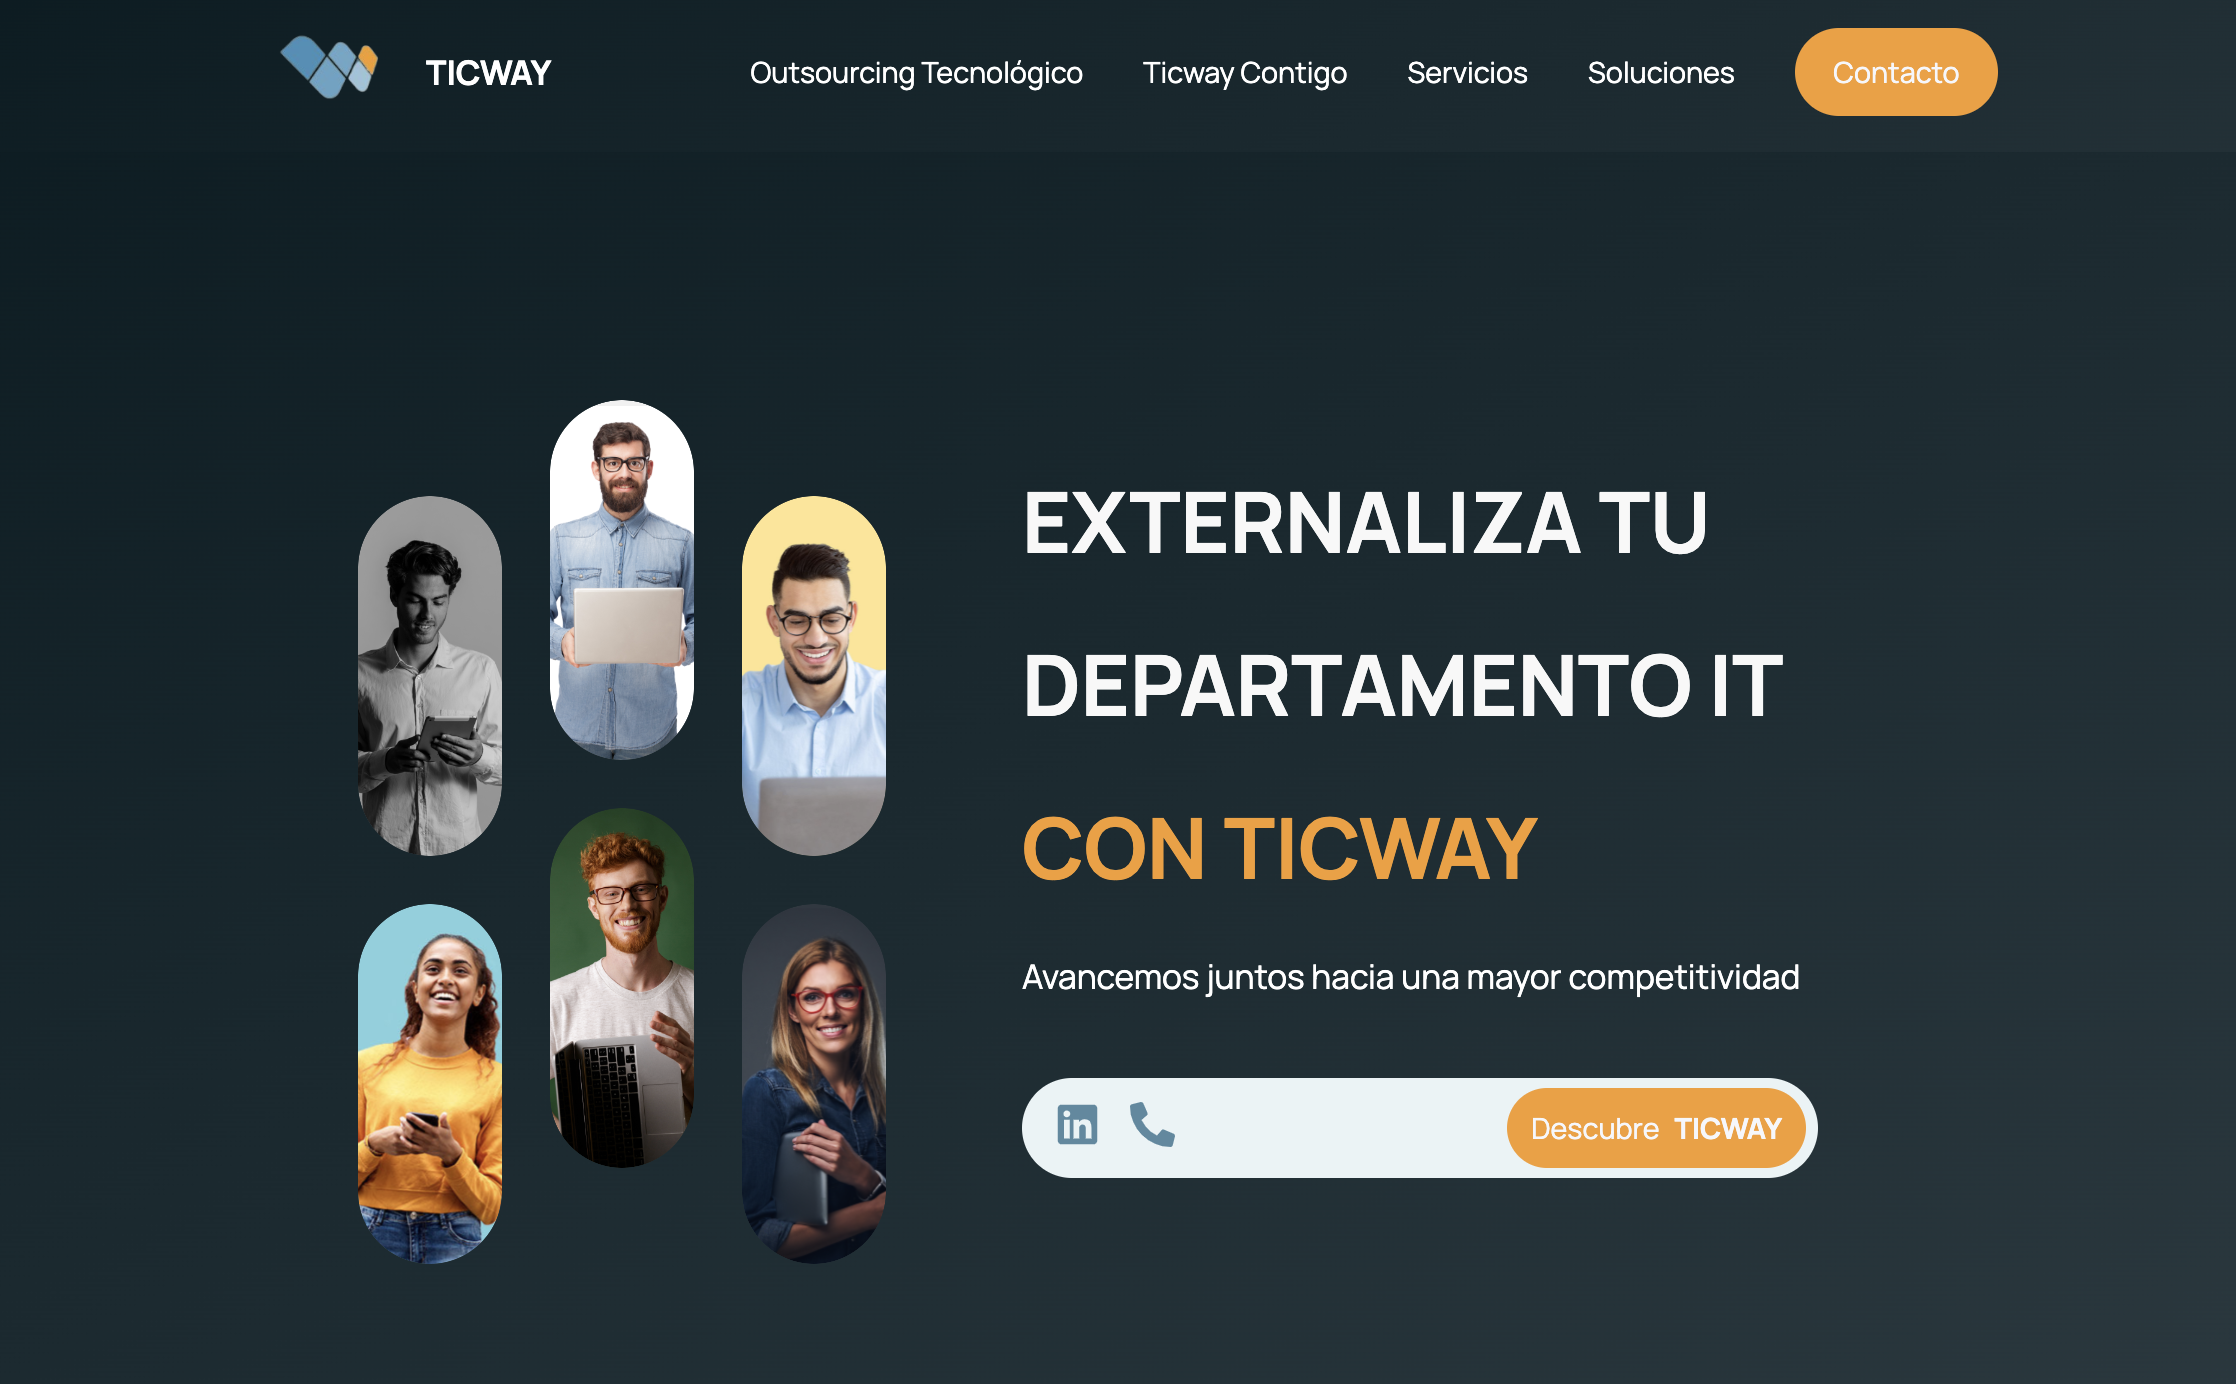 TICWAY
Outsourcing Tecnológico
Ticway Contigo
Servicios
Soluciones
Contacto
EXTERNALIZA TU
DEPARTAMENTO IT
CON TICWAY
Avancemos juntos hacia una mayor competitividad
in
Descubre TICWAY